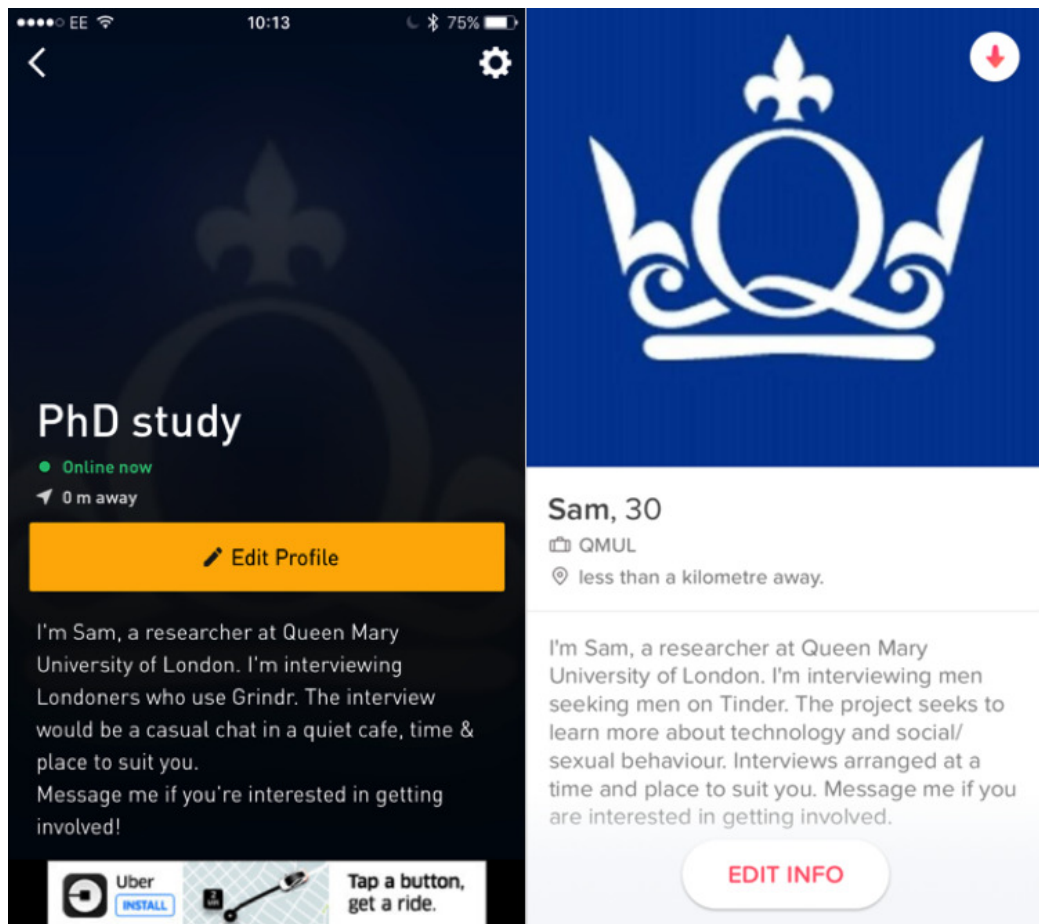 EE 10:13 75%
PhD study
Online now
0 m away
Edit Profile
I'm Sam, a researcher at Queen Mary
University of London. I'm interviewing
Londoners who use Grindr. The interview
would be a casual chat in a quiet cafe, time &
place to suit you.
Message me if you're interested in getting
involved!
Uber
INSTALL
Tap a button,
get a ride.
Sam, 30
QMUL
less than a kilometre away.
I'm Sam, a researcher at Queen Mary
University of London. I'm interviewing men
seeking men on Tinder. The project seeks to
learn more about technology and social/
sexual behaviour. Interviews arranged at a
time and place to suit you. Message me if you
are interested in getting involved.
EDIT INFO